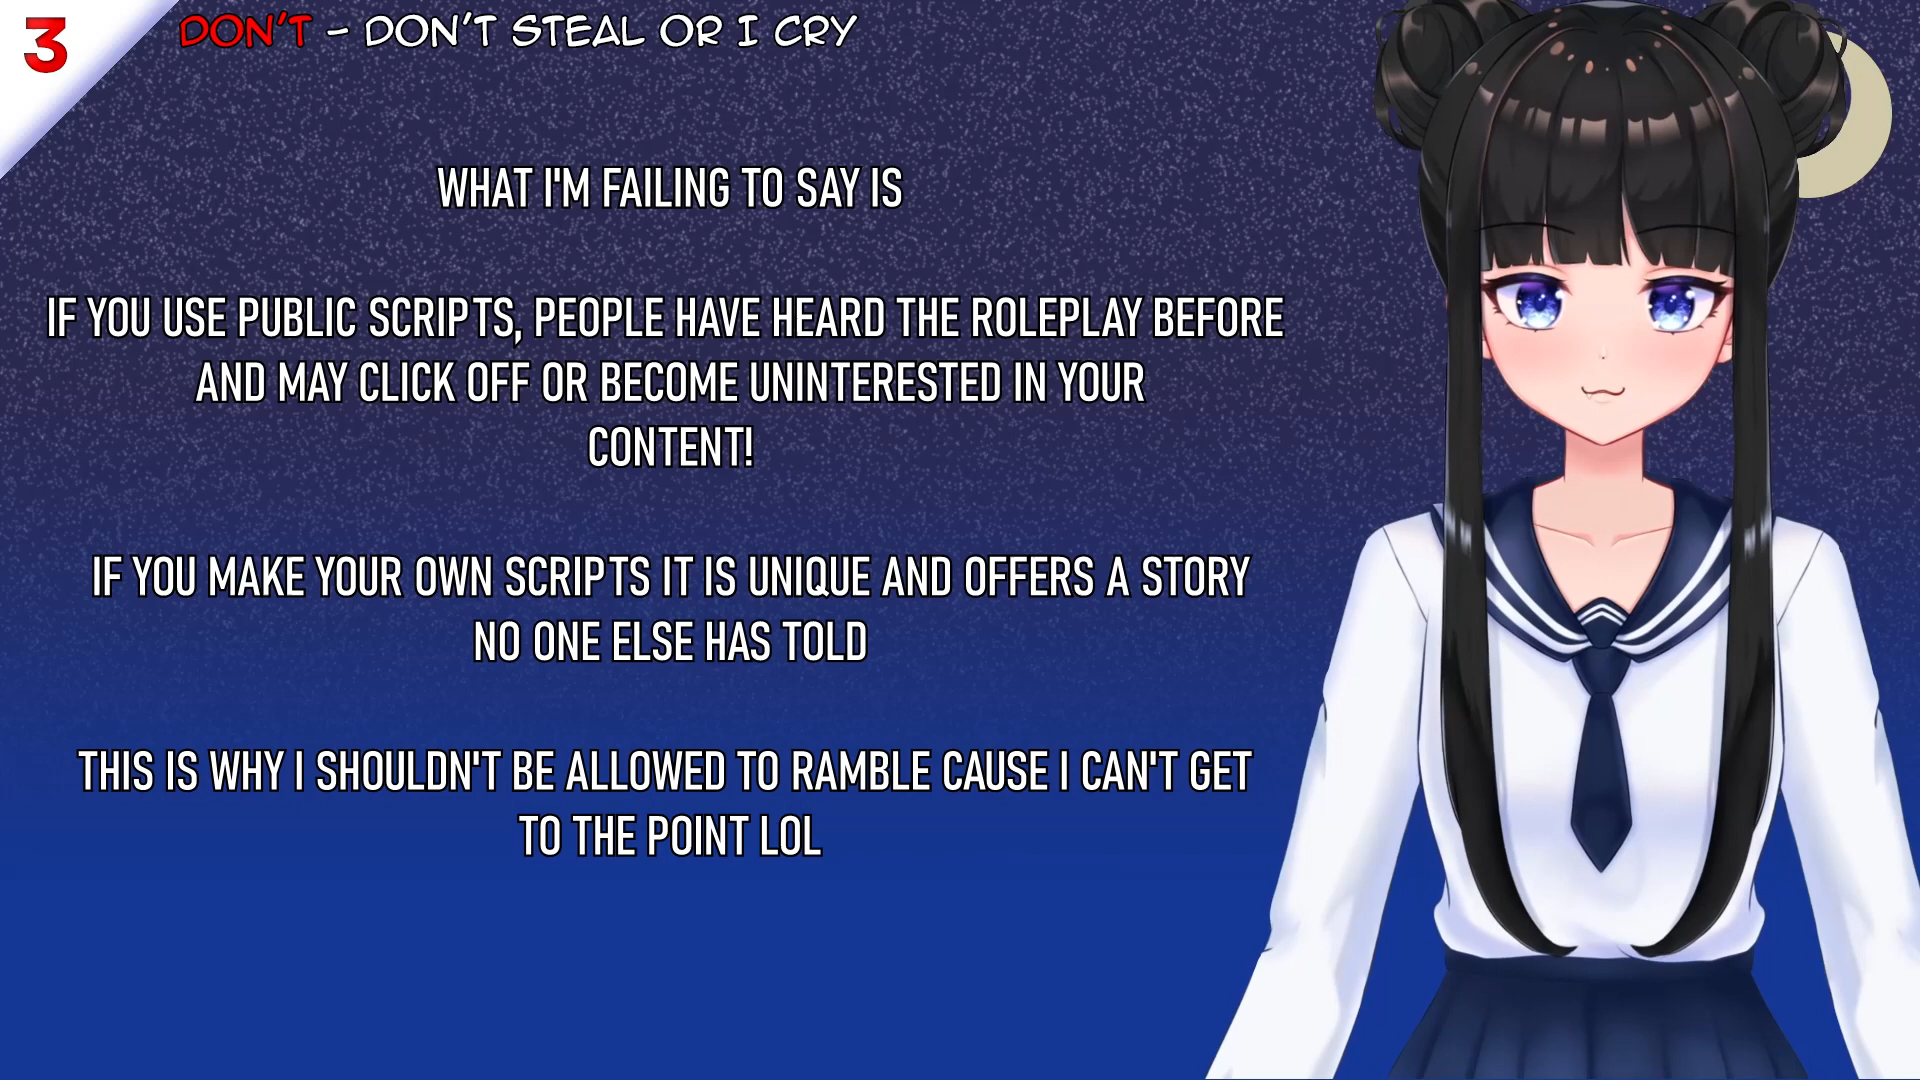 3
DON'T - DON'T STEAL OR I CRY
WHAT I'M FAILING TO SAY IS
IF YOU USE PUBLIC SCRIPTS, PEOPLE HAVE HEARD THE ROLEPLAY BEFORE
AND MAY CLICK OFF OR BECOME UNINTERESTED IN YOUR
CONTENT!
IF YOU MAKE YOUR OWN SCRIPTS IT IS UNIQUE AND OFFERS A STORY
NO ONE ELSE HAS TOLD
THIS IS WHY I SHOULDN'T BE ALLOWED TO RAMBLE CAUSE I CAN'T GET
TO THE POINT LOL